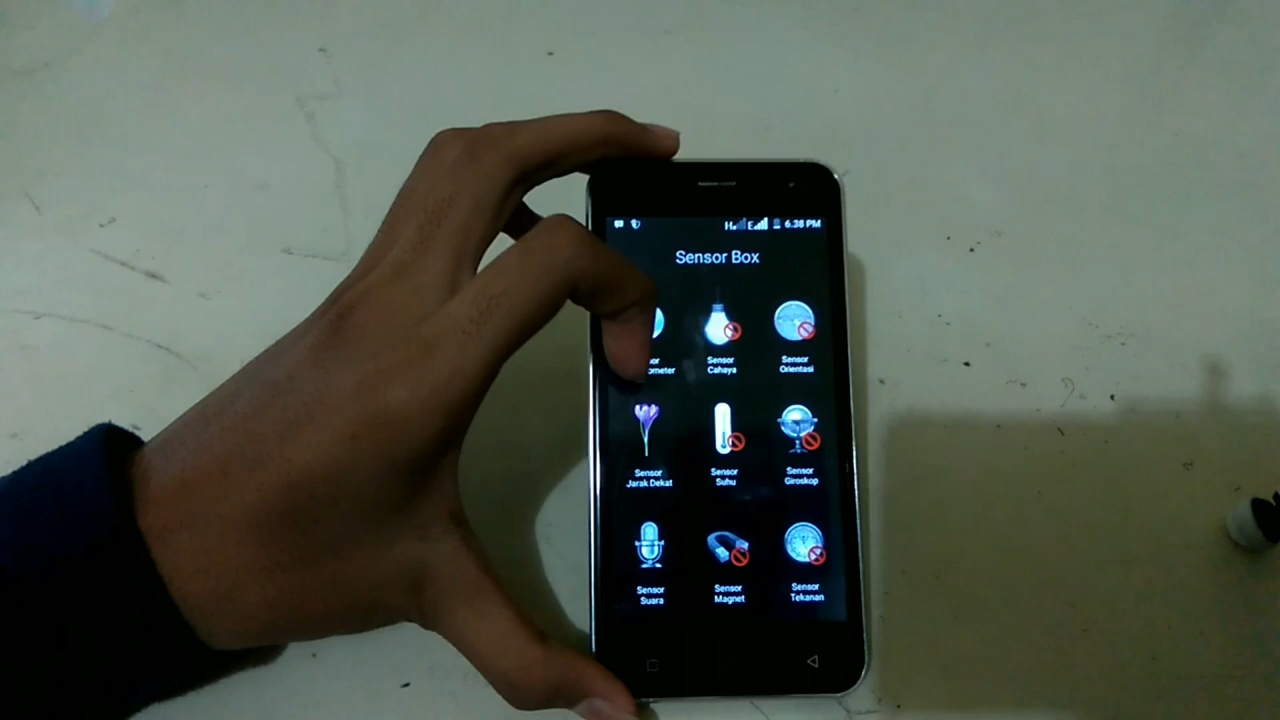 H E 6.38 PM
Sensor Box
Sensor
Cahaya
Sensor
Orientasi
Sensor
Jarak Dekat
Sensor
Suhu
Sensor
Giroskop
Sensor
Suara
Sensor
Magnet
Sensor
Tekanan